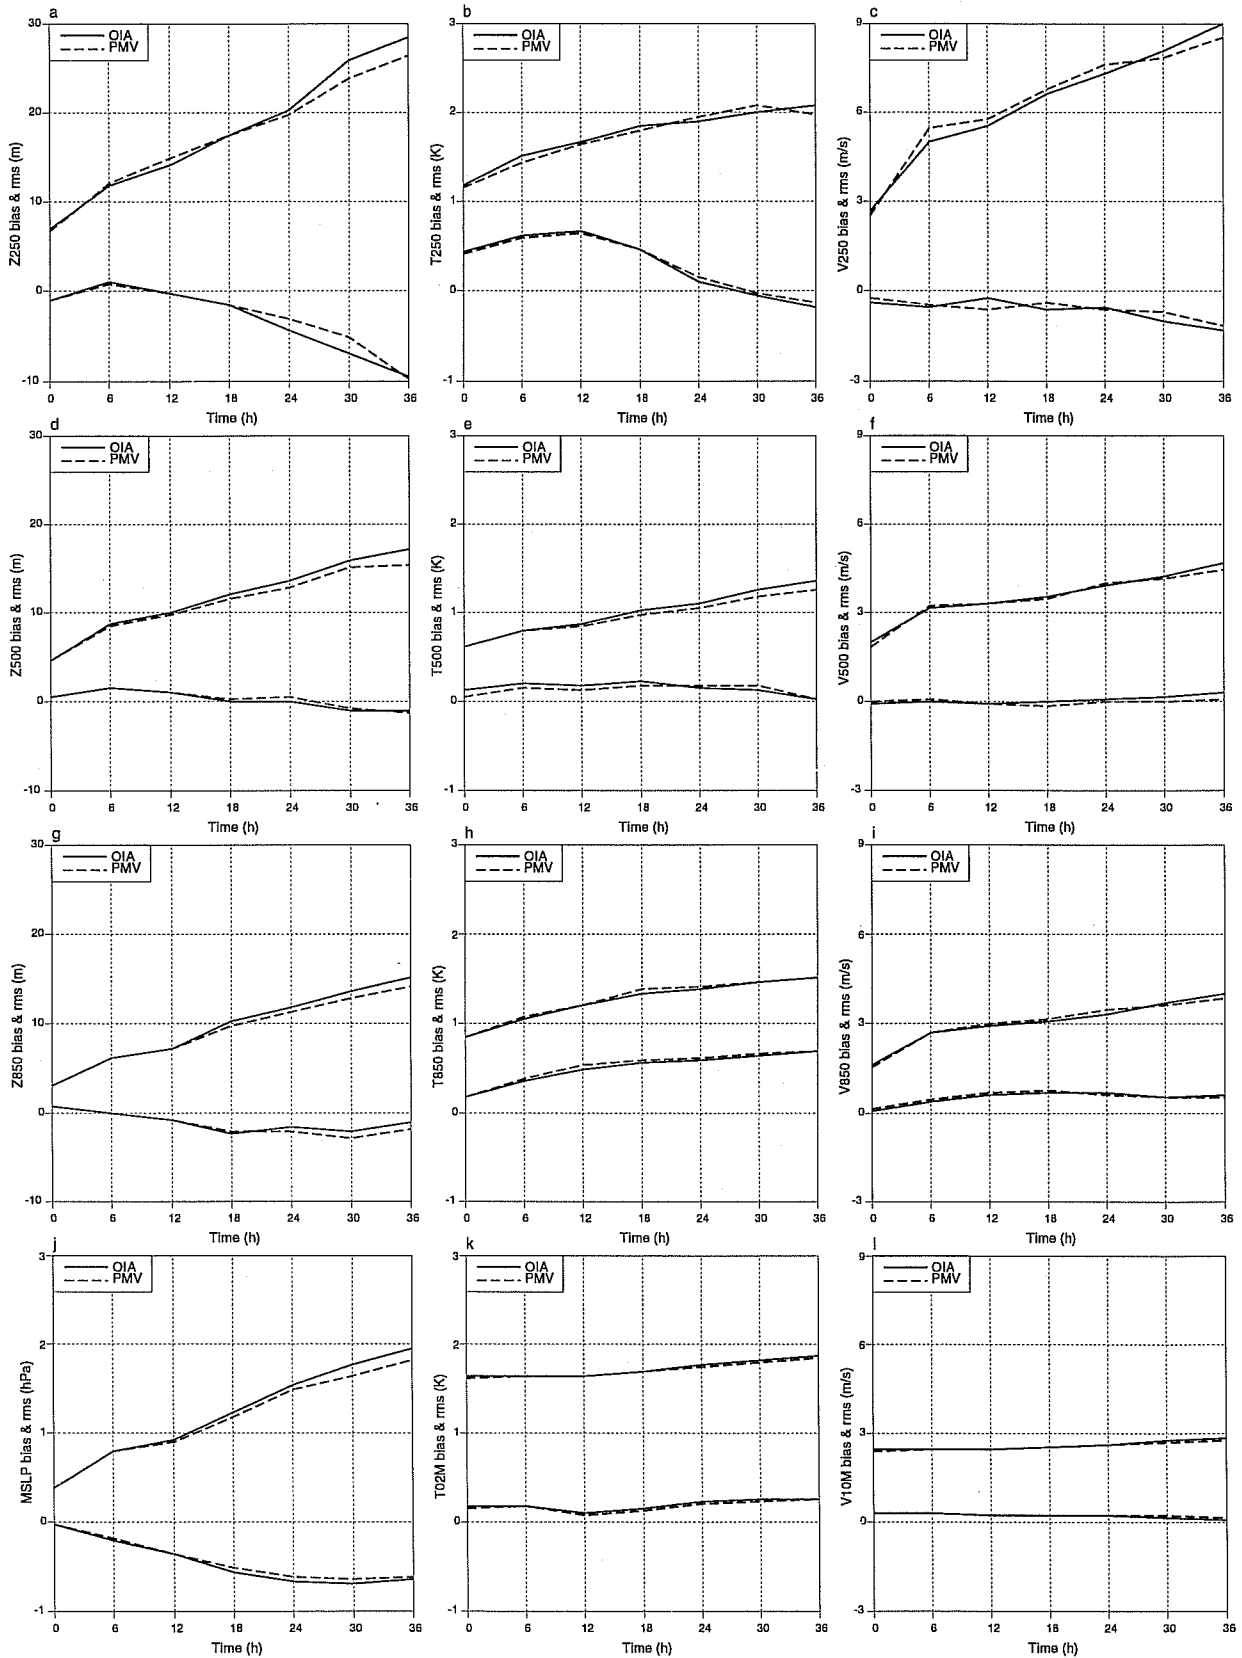 a
OIA
PMV
30
20
10
0
-10
Z250 bias & rms (m)
0 6 12 18 24 30 36
Time (h)
b
OIA
PMV
3
2
1
0
-1
T250 bias & rms (K)
0 6 12 18 24 30 36
Time (h)
c
OIA
PMV
9
6
3
0
-3
V250 bias & rms (m/s)
0 6 12 18 24 30 36
Time (h)
d
OIA
PMV
30
20
10
0
-10
Z500 bias & rms (m)
0 6 12 18 24 30 36
Time (h)
e
OIA
PMV
3
2
1
0
-1
T500 bias & rms (K)
0 6 12 18 24 30 36
Time (h)
f
OIA
PMV
9
6
3
0
-3
V500 bias & rms (m/s)
0 6 12 18 24 30 36
Time (h)
g
OIA
PMV
30
20
10
0
-10
Z850 bias & rms (m)
0 6 12 18 24 30 36
Time (h)
h
OIA
PMV
3
2
1
0
-1
T850 bias & rms (K)
0 6 12 18 24 30 36
Time (h)
i
OIA
PMV
9
6
3
0
-3
V850 bias & rms (m/s)
0 6 12 18 24 30 36
Time (h)
j
OIA
PMV
3
2
1
0
-1
MSLP bias & rms (hPa)
0 6 12 18 24 30 36
Time (h)
k
OIA
PMV
3
2
1
0
-1
T02M bias & rms (K)
0 6 12 18 24 30 36
Time (h)
l
OIA
PMV
9
6
3
0
-3
V10M bias & rms (m/s)
0 6 12 18 24 30 36
Time (h)